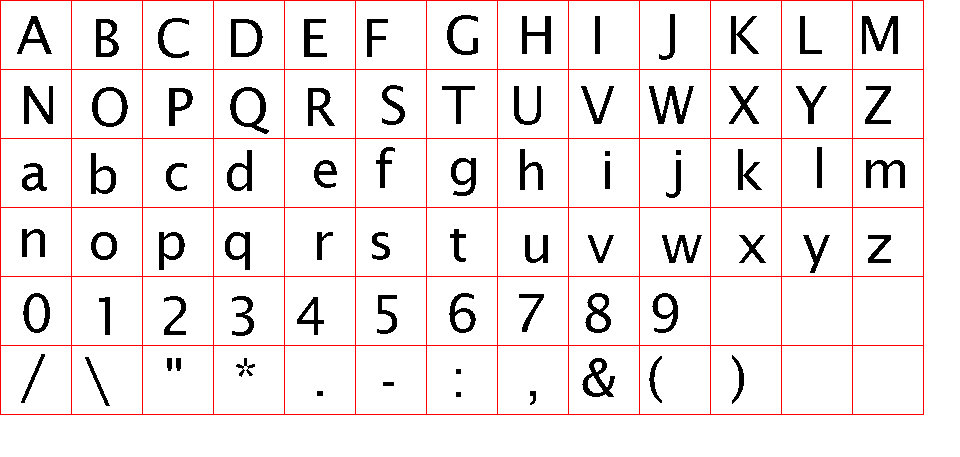 A B C D E F G H I J K L M
N O P Q R S T U V W X Y Z
a b c d e f g h i j k l m
n o p q r s t u v w x y z
0 1 2 3 4 5 6 7 8 9
/ \ " * . - : , & ( )